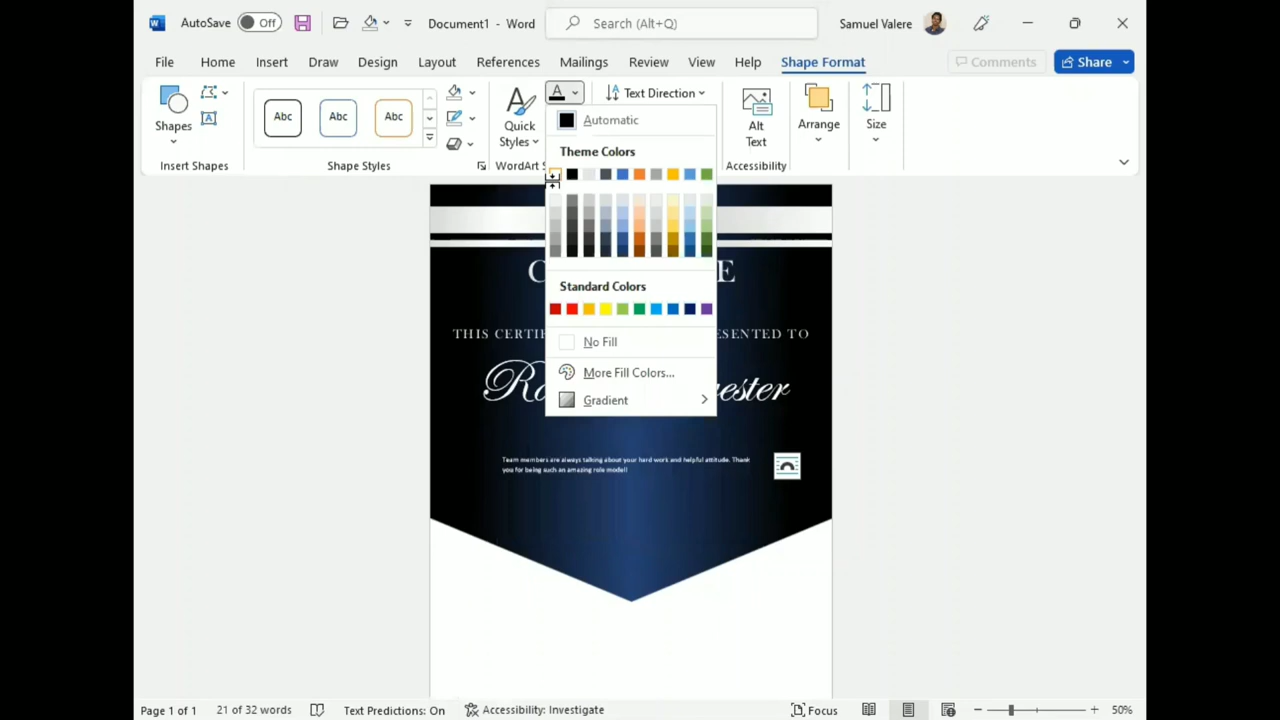 AutoSave Off Document1 - Word Search (Alt+Q) Samuel Valere
File Home Insert Draw Design Layout References Mailings Review View Help Shape Format Comments Share
Shapes
Insert Shapes
Abc Abc Abc
Shape Styles
Quick
Styles
WordArt S
Text Direction
Alt
Text
Accessibility
Arrange
Size
Automatic
Theme Colors
Standard Colors
No Fill
More Fill Colors...
Gradient
C E
THIS CERTIF ESENTED TO
Ro uester
Team members are always talking about your hard work and helpful attitude. Thank
you for being such an amazing role model!
Page 1 of 1 21 of 32 words Text Predictions: On Accessibility: Investigate Focus 50%